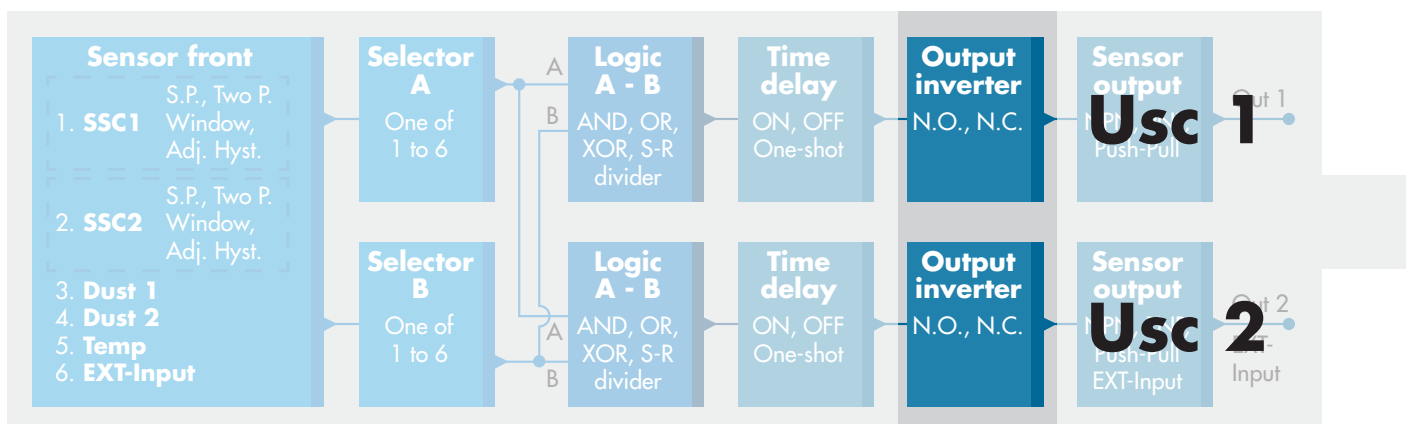 Sensor front
1. SSC1
S.P., Two P.
Window,
Adj. Hyst.
2. SSC2
S.P., Two P.
Window,
Adj. Hyst.
3. Dust 1
4. Dust 2
5. Temp
6. EXT-Input
Selector
A
One of
1 to 6
Selector
B
One of
1 to 6
A
B
Logic
A - B
AND, OR,
XOR, S-R
divider
A
B
Logic
A - B
AND, OR,
XOR, S-R
divider
Time
delay
ON, OFF
One-shot
Time
delay
ON, OFF
One-shot
Output
inverter
N.O., N.C.
Output
inverter
N.O., N.C.
Sensor
output
Push-Pull
Usc 1
Out 1
Sensor
output
Push-Pull
EXT-Input
Usc 2
Out 2
EXT-
Input